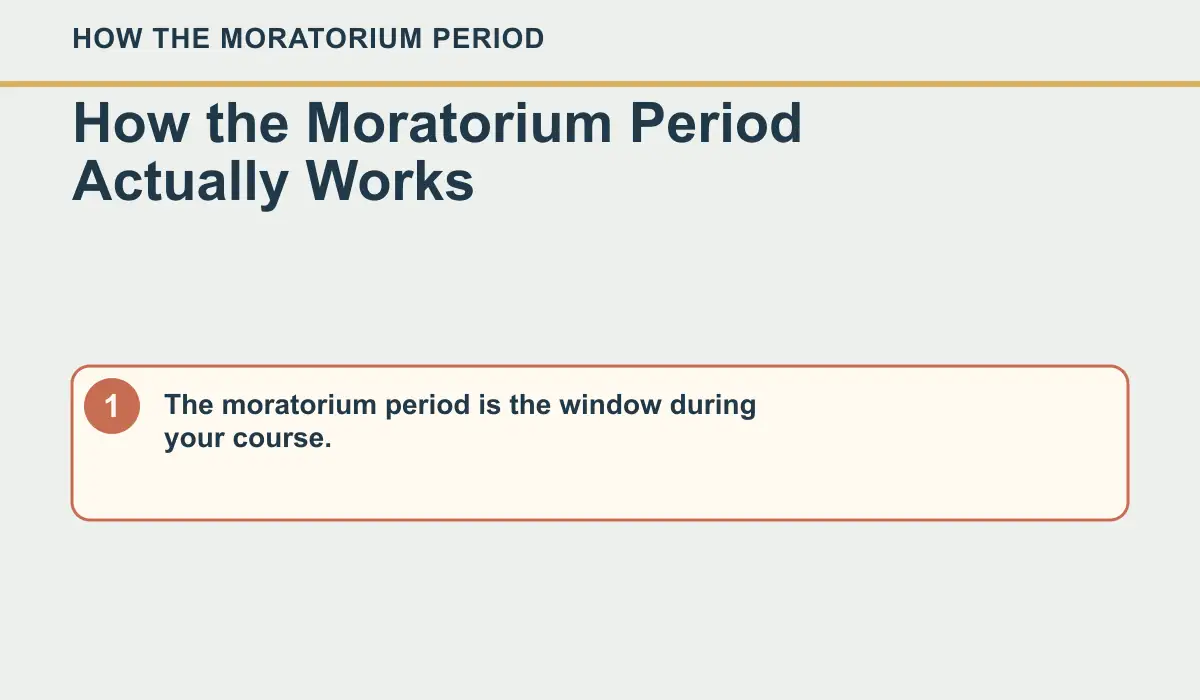 HOW THE MORATORIUM PERIOD
How the Moratorium Period
Actually Works
1
The moratorium period is the window during
your course.